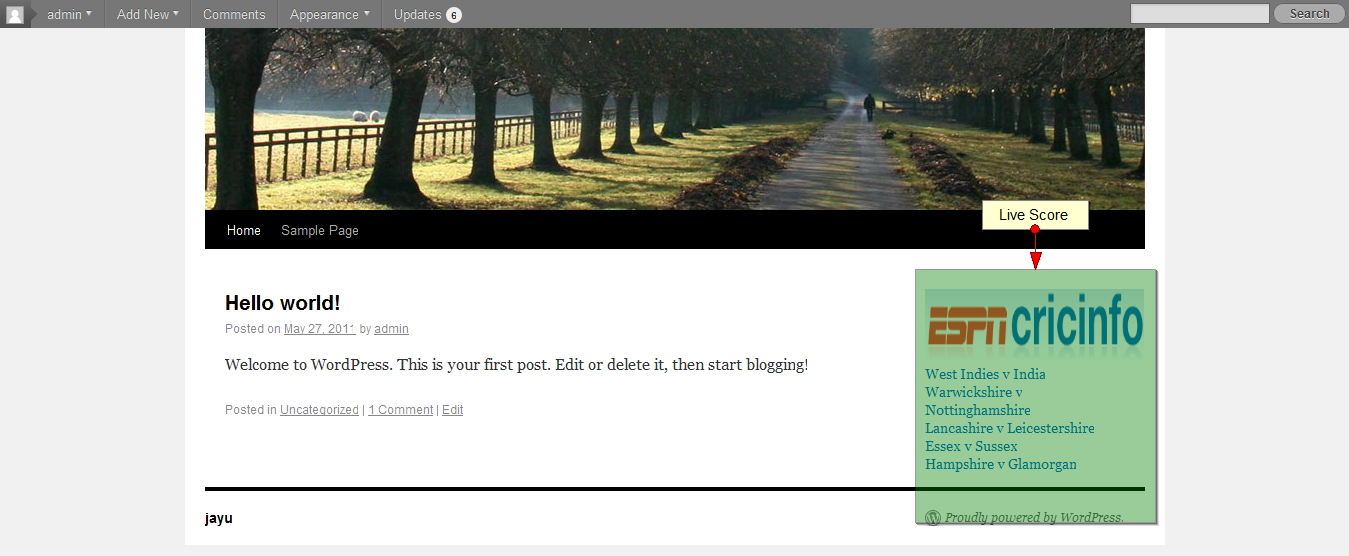 admin Add New Comments Appearance Updates 6 Search
Home Sample Page
Live Score
Hello world!
Posted on May 27, 2011 by admin
Welcome to WordPress. This is your first post. Edit or delete it, then start blogging!
Posted in Uncategorized | 1 Comment | Edit
ESPN cricinfo
West Indies v India
Warwickshire v
Nottinghamshire
Lancashire v Leicestershire
Essex v Sussex
Hampshire v Glamorgan
jayu
Proudly powered by WordPress.